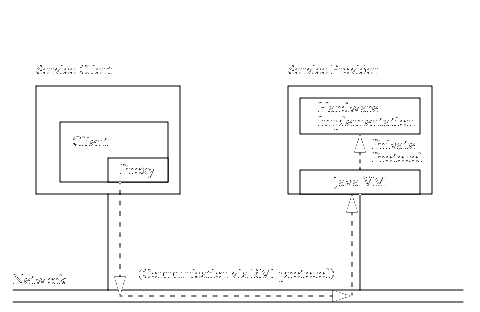 Service Client
Service Provider
Hardware
Implementation
Client
Private
Protocol
Proxy
Java VM
(Communication via RMI protocol)
Network